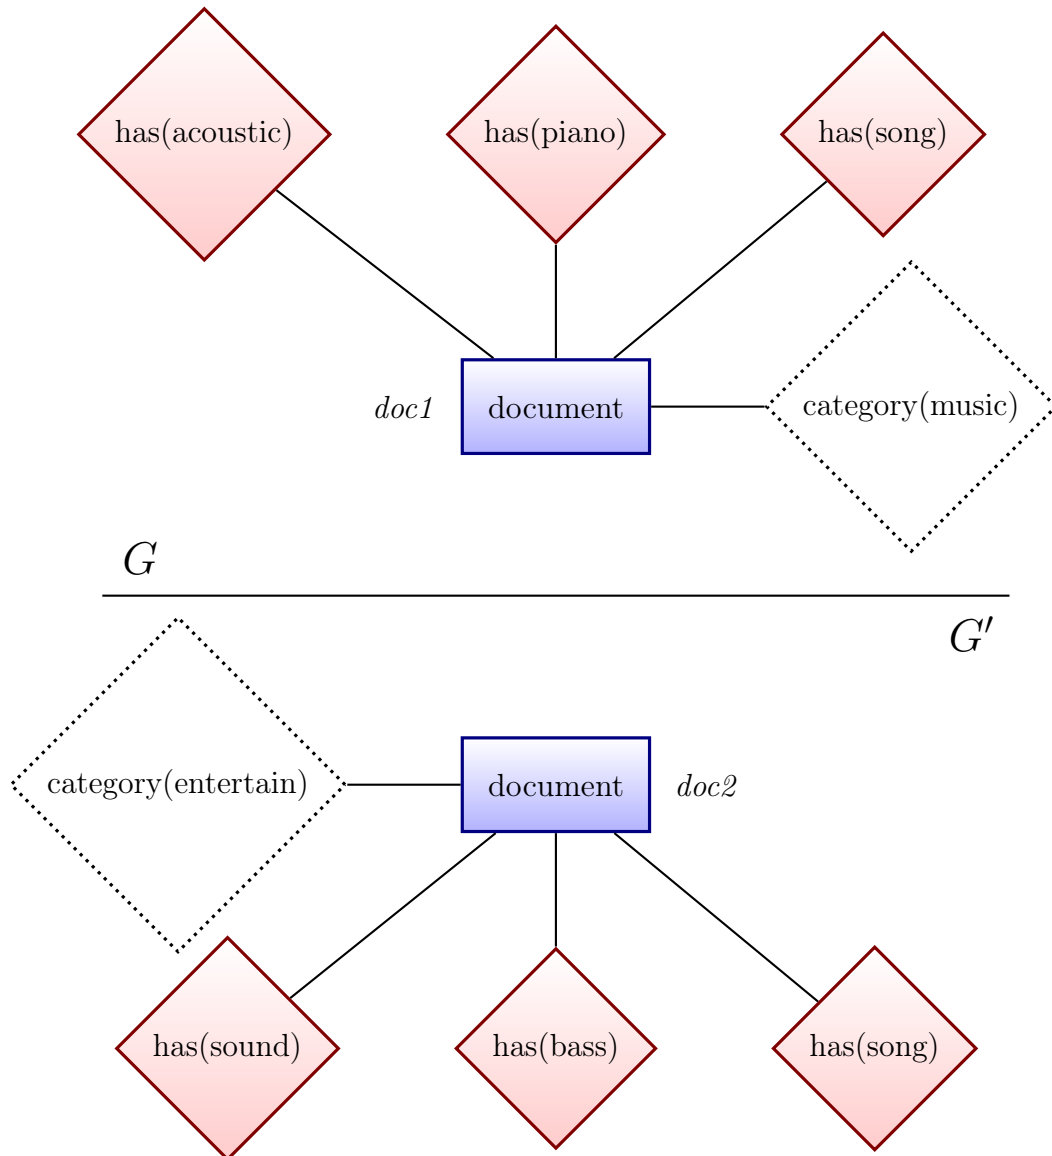 has(acoustic) has(piano) has(song)
doc1 document category(music)
G
G′
category(entertain) document doc2
has(sound) has(bass) has(song)